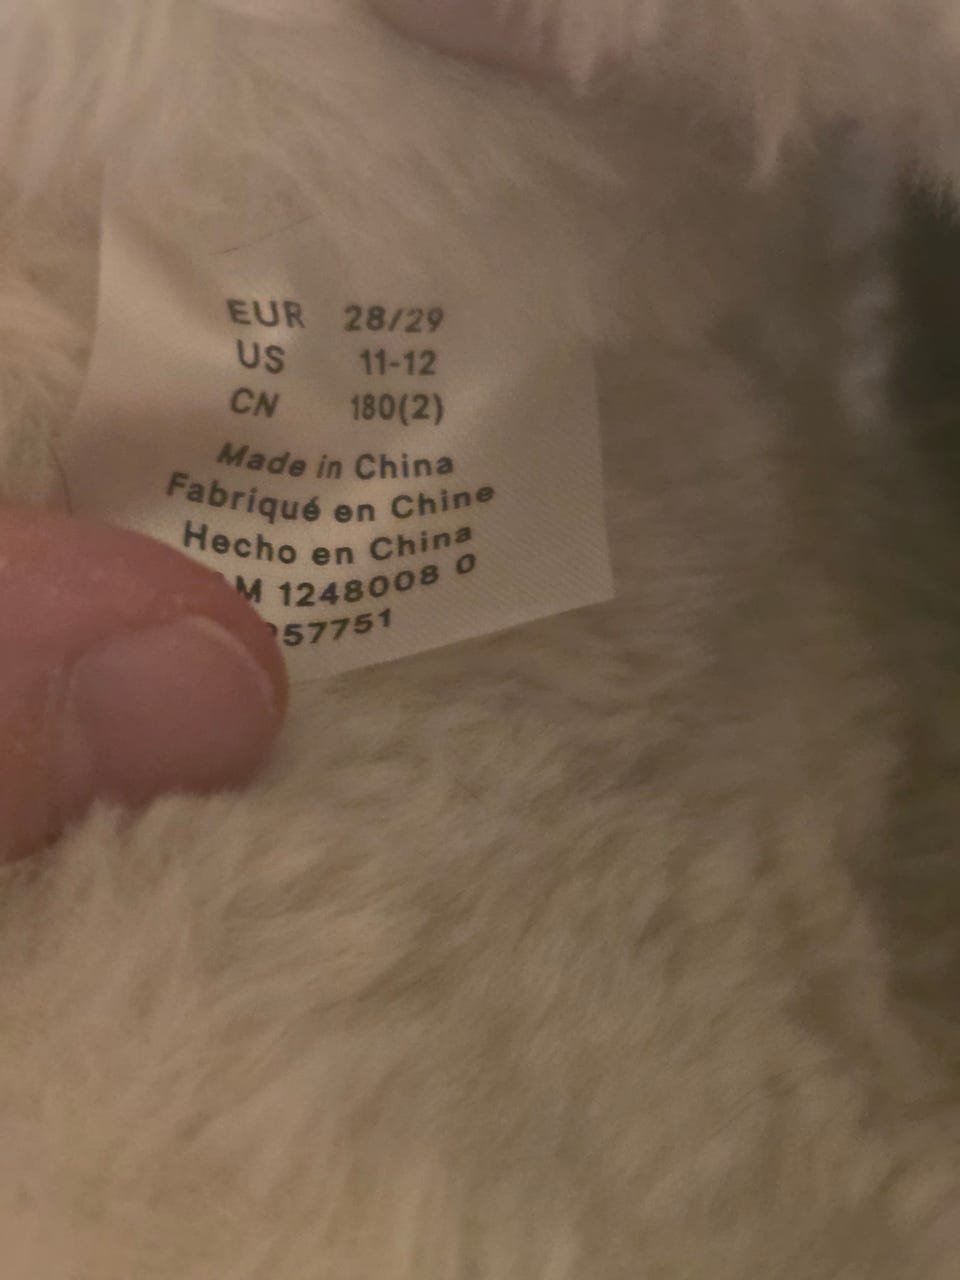 EUR 28/29
US 11-12
CN 180(2)
Made in China
Fabriqué en Chine
Hecho en China
1248008 0
57751